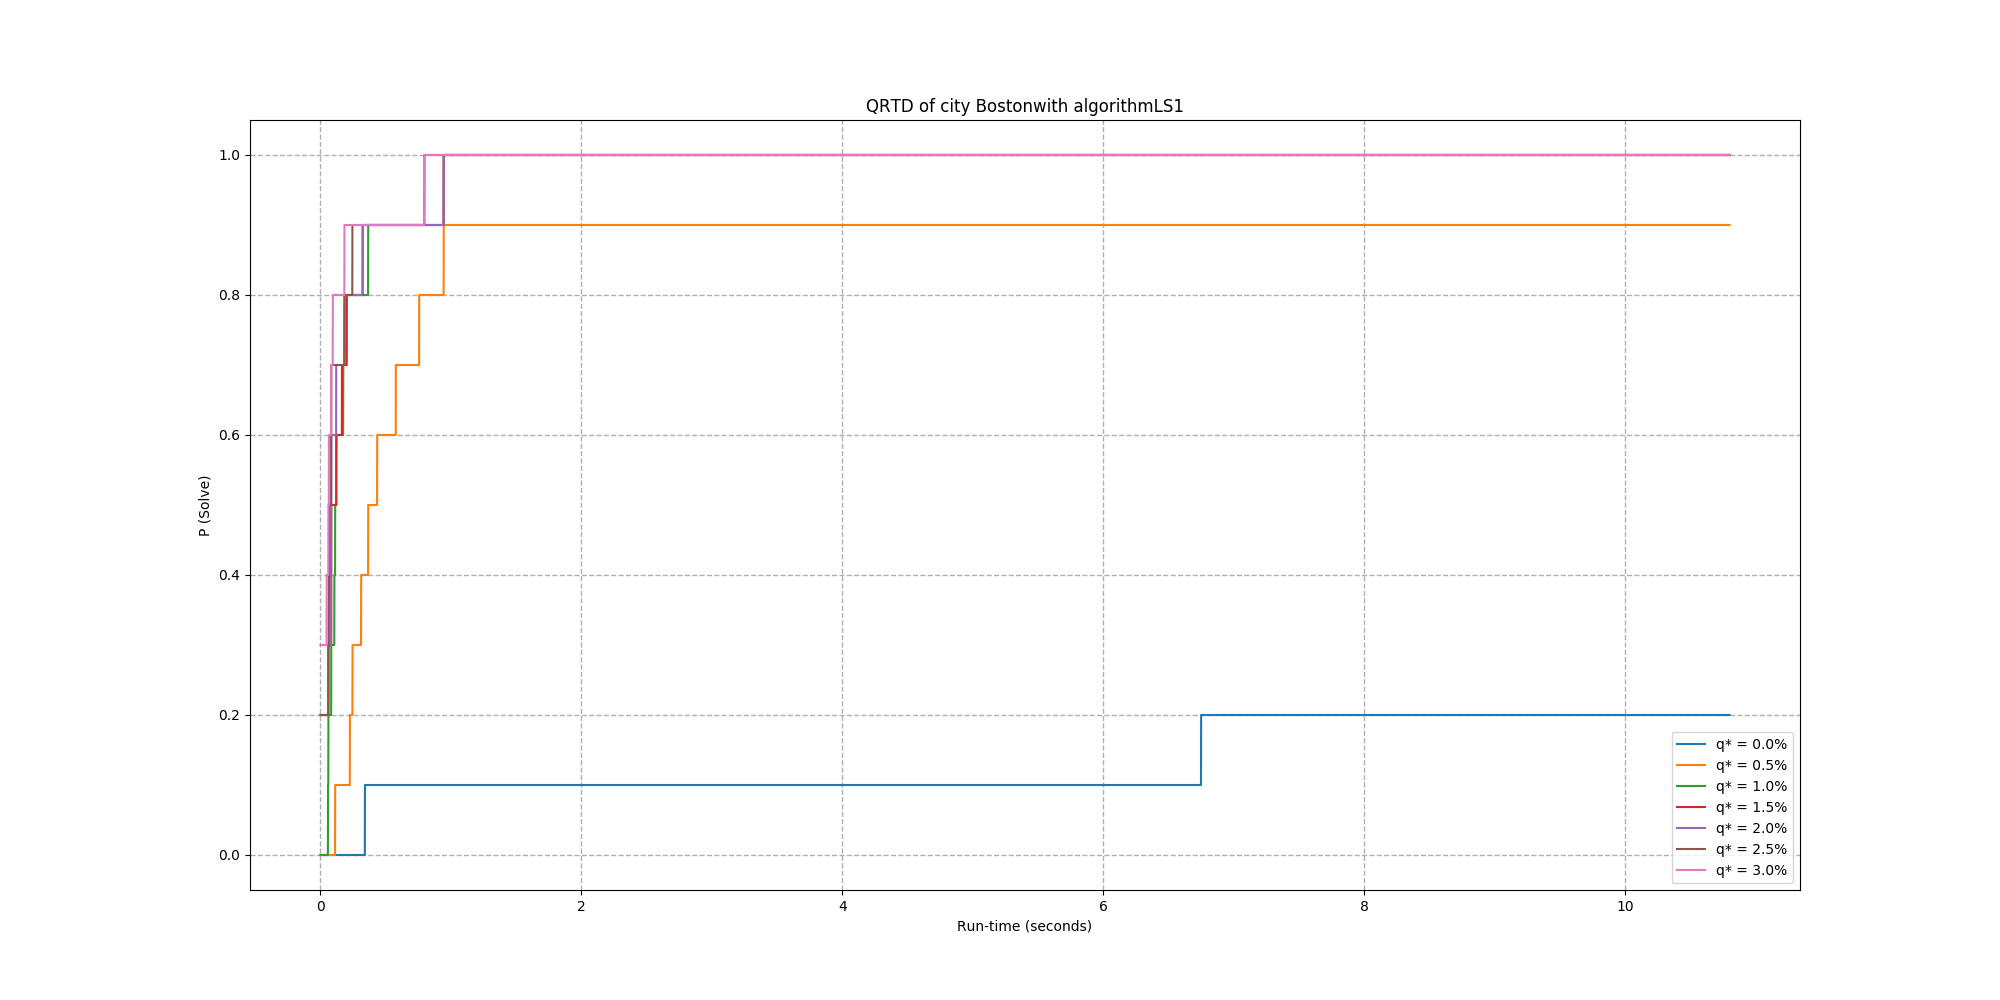 QRTD of city Bostonwith algorithmLS1
1.0
0.8
0.6
0.4
0.2
0.0
P (Solve)
0 2 4 6 8 10
Run-time (seconds)
q* = 0.0%
q* = 0.5%
q* = 1.0%
q* = 1.5%
q* = 2.0%
q* = 2.5%
q* = 3.0%